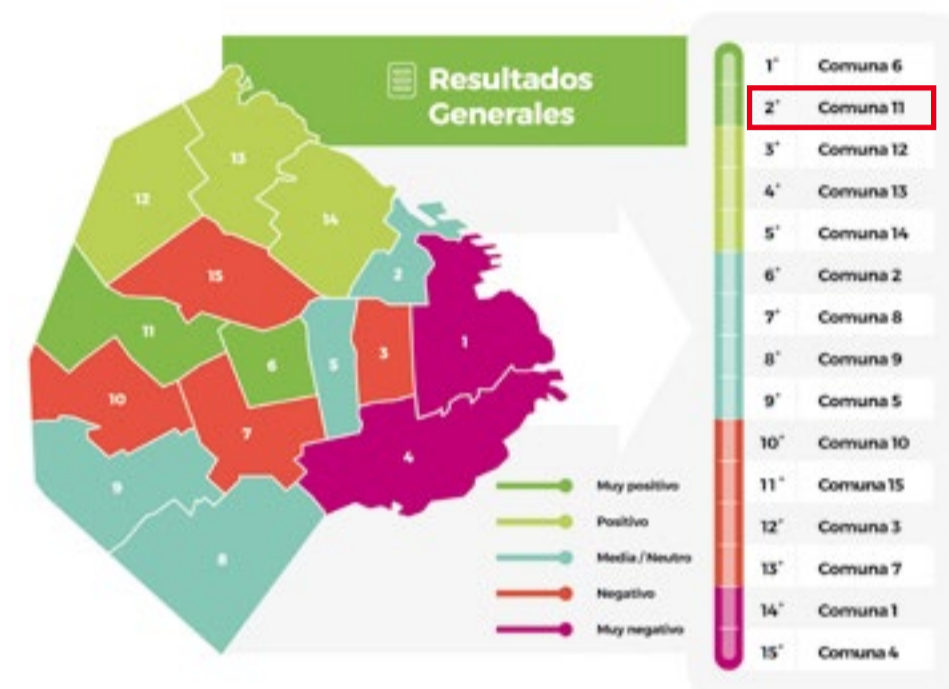 Resultados
Generales
13
12
14
15
2
11
1
3
5
6
10
7
4
9
8
Muy positivo
Positivo
Media / Neutro
Negativo
Muy negativo
1° Comuna 6
2° Comuna 11
3° Comuna 12
4° Comuna 13
5° Comuna 14
6° Comuna 2
7° Comuna 8
8° Comuna 9
9° Comuna 5
10° Comuna 10
11° Comuna 15
12° Comuna 3
13° Comuna 7
14° Comuna 1
15° Comuna 4